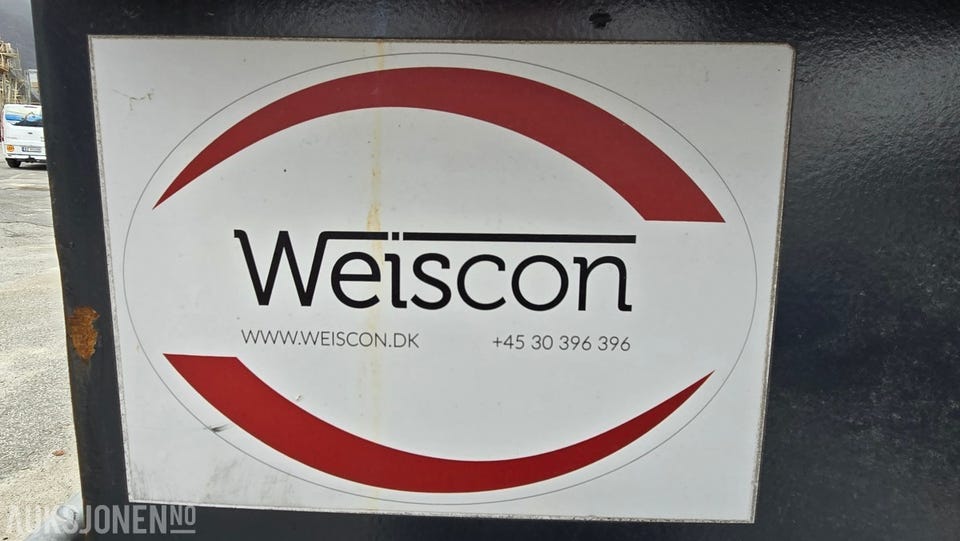 Weiscon
WWW.WEISCON.DK +45 30 396 396
AUKSJONEN.NO